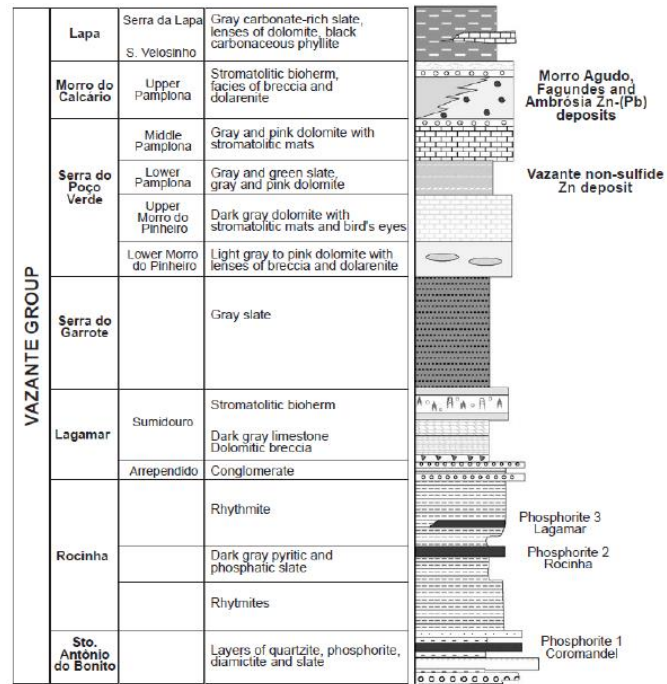 VAZANTE GROUP
Lapa
Serra da Lapa
S. Velosinho
Gray carbonate-rich slate,
lenses of dolomite, black
carbonaceous phyllite
Morro do
Calcário
Upper
Pamplona
Stromatolitic bioherm,
facies of breccia and
dolarenite
Morro Agudo,
Fagundes and
Ambrósia Zn-(Pb)
deposits
Serra do
Poço
Verde
Middle
Pamplona
Gray and pink dolomite with
stromatolitic mats
Lower
Pamplona
Gray and green slate,
gray and pink dolomite
Vazante non-sulfide
Zn deposit
Upper
Morro do
Pinheiro
Dark gray dolomite with
stromatolitic mats and bird's eyes
Lower Morro
do Pinheiro
Light gray to pink dolomite with
lenses of breccia and dolarenite
Serra do
Garrote
Gray slate
Lagamar
Sumidouro
Stromatolitic bioherm
Dark gray limestone
Dolomitic breccia
Arrependido
Conglomerate
Rocinha
Rhythmite
Phosphorite 3
Lagamar
Dark gray pyritic and
phosphatic slate
Phosphorite 2
Rocinha
Rhytmites
Sto.
Antônio
do Bonito
Layers of quartzite, phosphorite,
diamictite and slate
Phosphorite 1
Coromandel